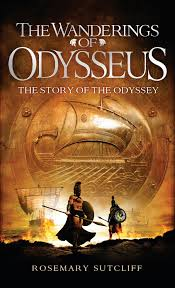 THE WANDERINGS
OF
ODYSSEUS
THE STORY OF THE ODYSSEY
ROSEMARY SUTCLIFF